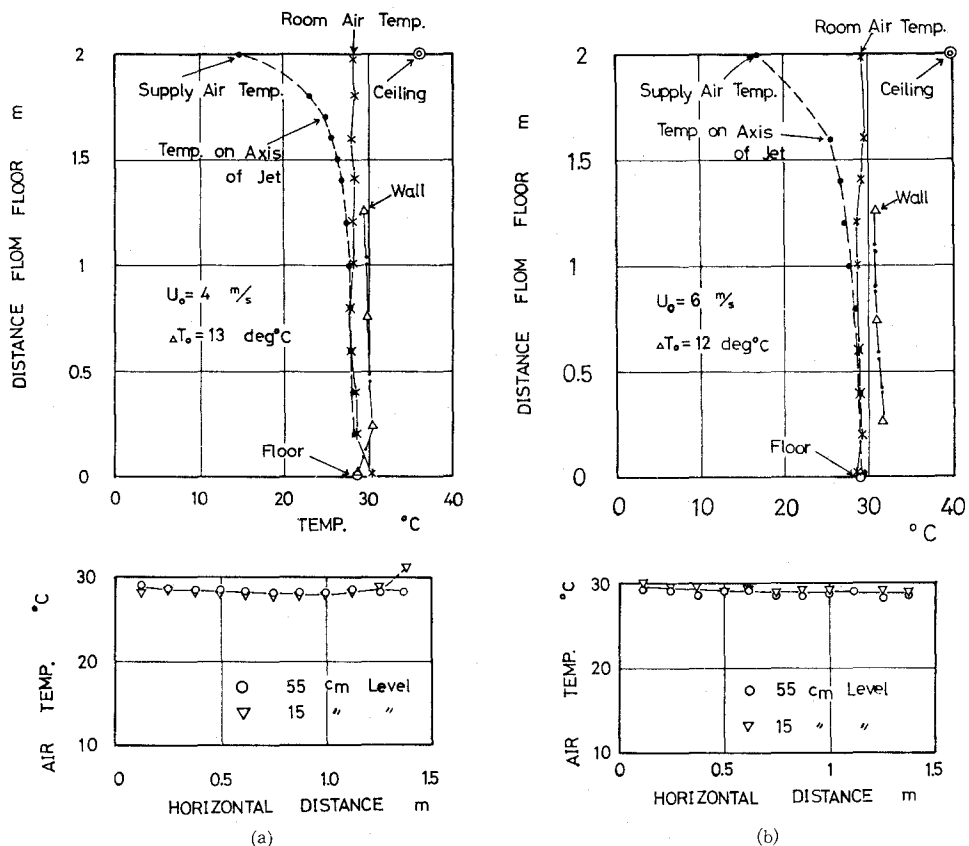 Room Air Temp.
2
Supply Air Temp.
Ceiling
Temp. on Axis
of Jet
1.5
Wall
1
U₀ = 4 m/s
ΔT₀ = 13 deg°C
0.5
Floor
0
0 10 20 30 40
TEMP. °C
DISTANCE FLOM FLOOR m
30
20
10
AIR TEMP. °C
○ 55 cm Level
▽ 15 〃 〃
0 0.5 1.0 1.5
HORIZONTAL DISTANCE m
(a)
Room Air Temp.
2
Supply Air Temp.
Ceiling
Temp on Axis
of Jet
1.5
Wall
1
U₀ = 6 m/s
ΔT₀ = 12 deg°C
0.5
Floor
0
0 10 20 30 40
°C
DISTANCE FLOM FLOOR m
30
20
10
AIR TEMP. °C
○ 55 cm Level
▽ 15 〃 〃
0 0.5 1 1.5
HORIZONTAL DISTANCE m
(b)